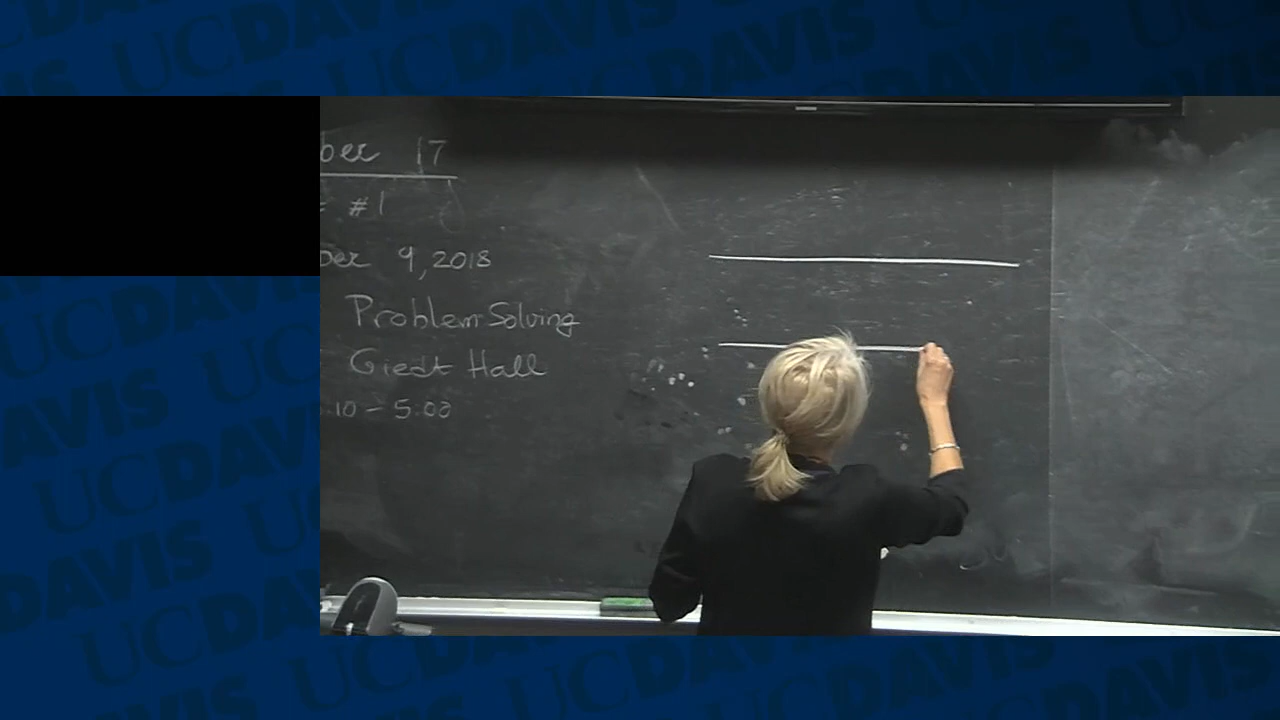 UCDAVIS
ber 17
#1
ber 9, 2018
Problem Solving
Giedt Hall
:10 - 5:00